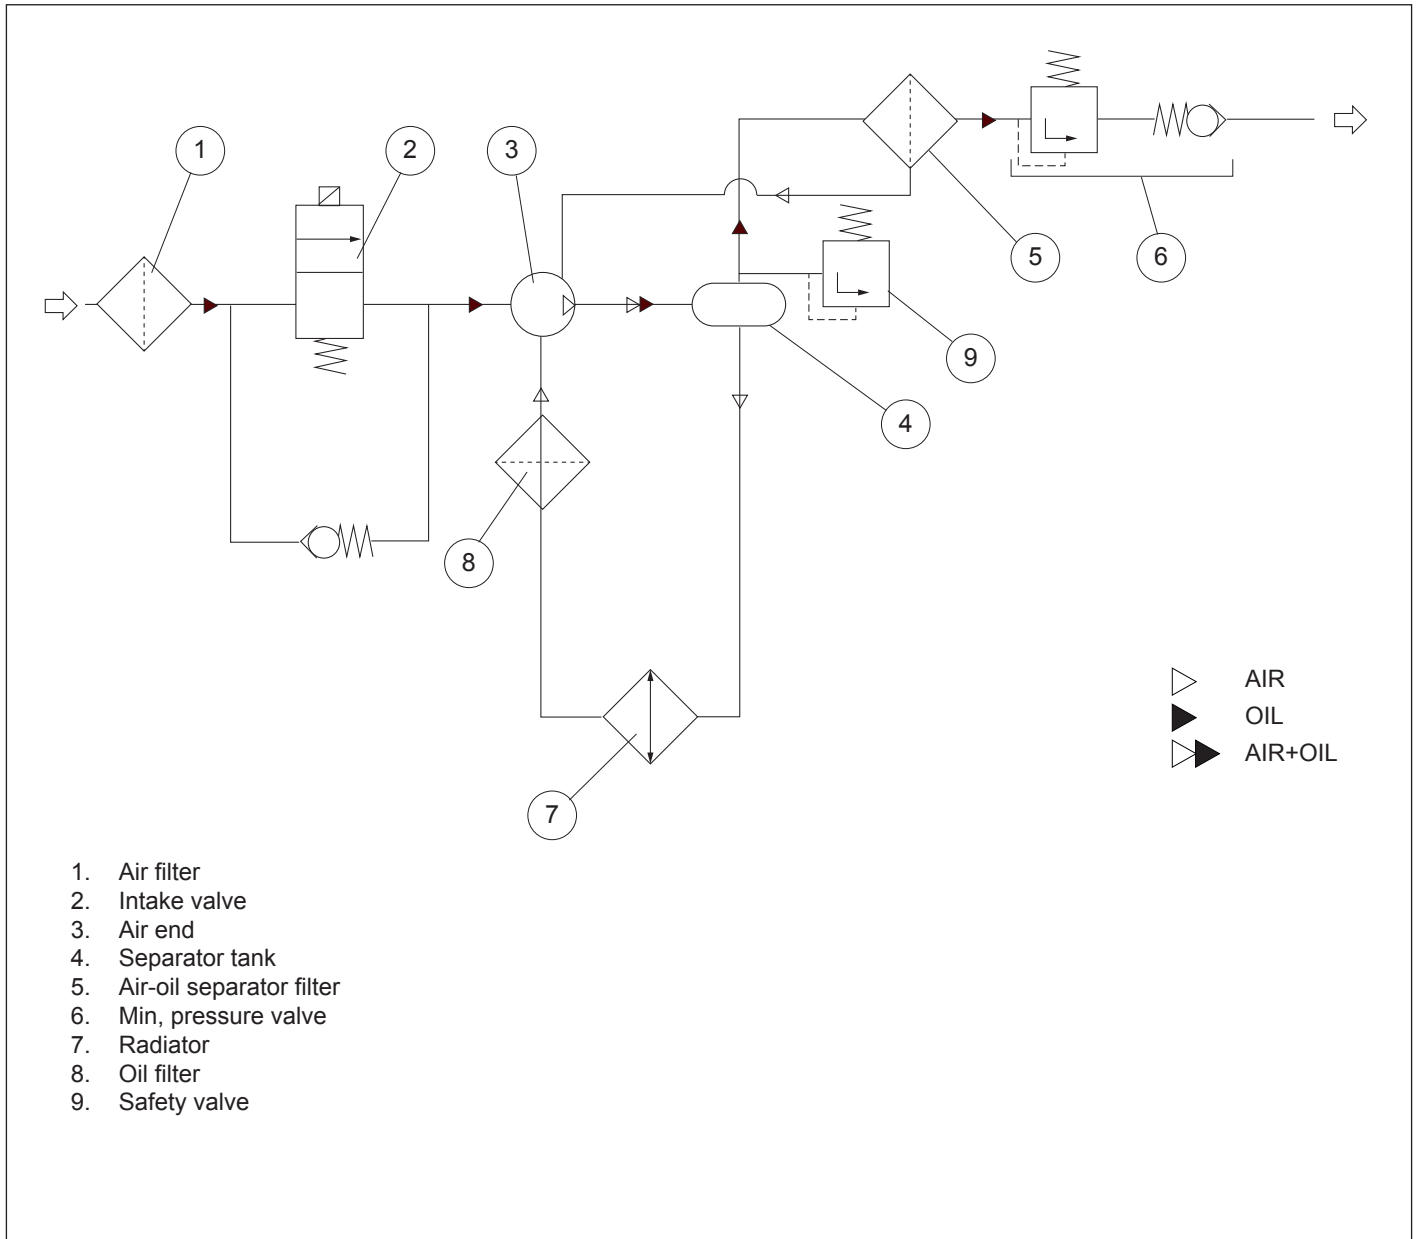 1
2
3
5
6
9
4
8
7
AIR
OIL
AIR+OIL
1. Air filter
2. Intake valve
3. Air end
4. Separator tank
5. Air-oil separator filter
6. Min, pressure valve
7. Radiator
8. Oil filter
9. Safety valve